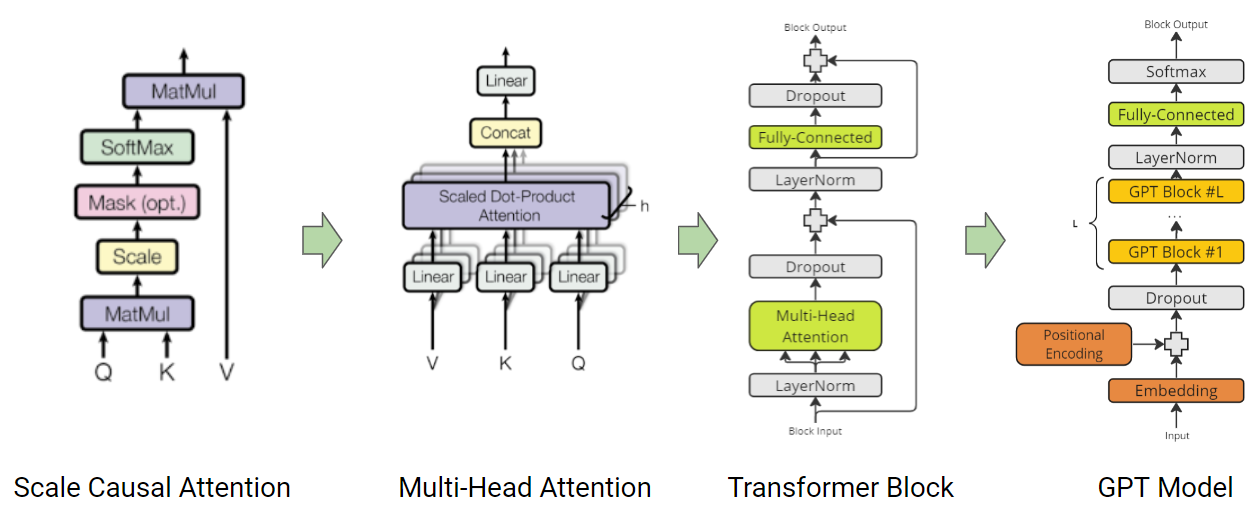 MatMul
SoftMax
Mask (opt.)
Scale
MatMul
Q K V
Scale Causal Attention
Linear
Concat
Scaled Dot-Product
Attention
h
Linear Linear Linear
V K Q
Multi-Head Attention
Block Output
Dropout
Fully-Connected
LayerNorm
Dropout
Multi-Head
Attention
LayerNorm
Block Input
Transformer Block
Block Output
Softmax
Fully-Connected
LayerNorm
GPT Block #L
...
L
GPT Block #1
Dropout
Positional
Encoding
Embedding
Input
GPT Model